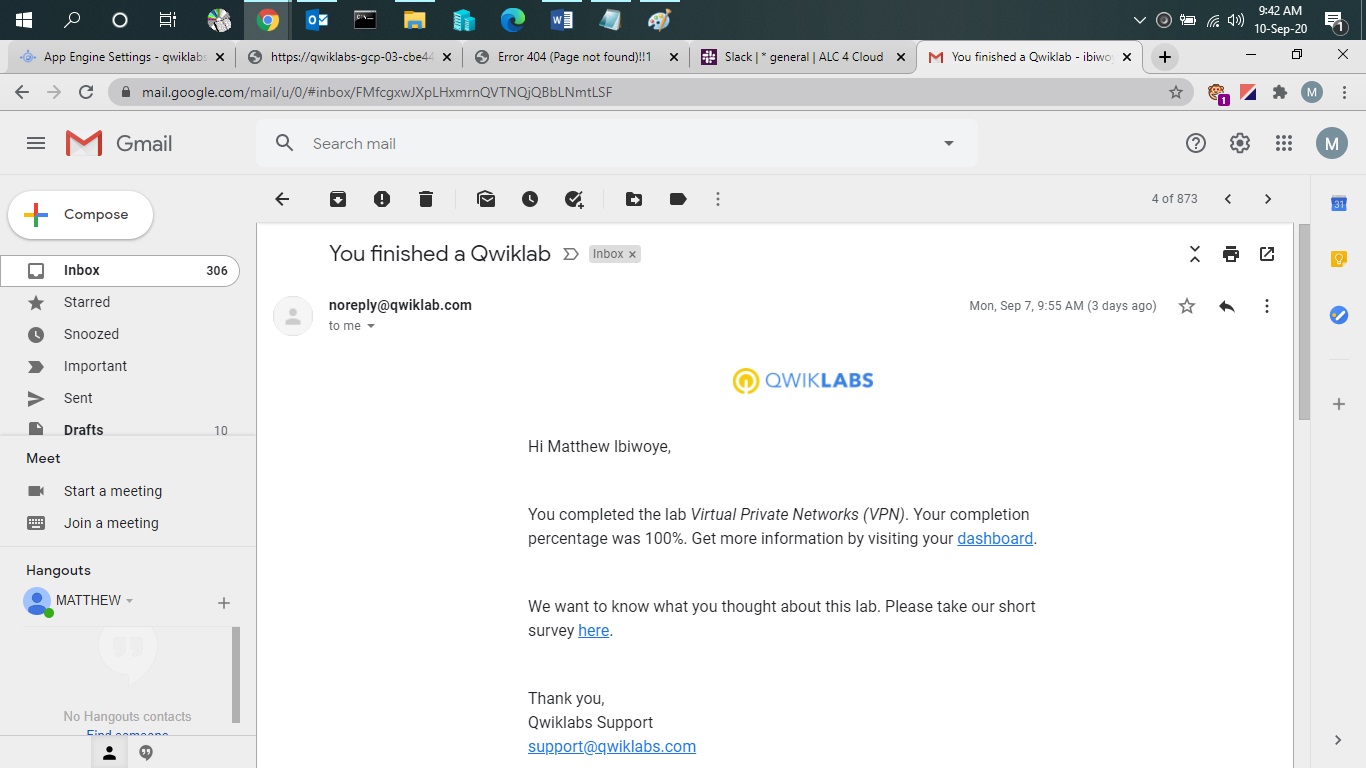 9:42 AM
10-Sep-20
1
App Engine Settings - qwiklabs
https://qwiklabs-gcp-03-cbe44
Error 404 (Page not found)!!1
Slack | * general | ALC 4 Cloud
You finished a Qwiklab - ibiwo
mail.google.com/mail/u/0/#inbox/FMfcgxwJXpLHxmrnQVTNQjQBbLNmtLSF
1
M
Gmail
Search mail
M
Compose
4 of 873
31
Inbox 306
Starred
Snoozed
Important
Sent
Drafts 10
Meet
Start a meeting
Join a meeting
Hangouts
MATTHEW
No Hangouts contacts
Find someone
You finished a Qwiklab
Inbox x
noreply@qwiklab.com
Mon, Sep 7, 9:55 AM (3 days ago)
to me
QWIKLABS
Hi Matthew Ibiwoye,
You completed the lab Virtual Private Networks (VPN). Your completion
percentage was 100%. Get more information by visiting your dashboard.
We want to know what you thought about this lab. Please take our short
survey here.
Thank you,
Qwiklabs Support
support@qwiklabs.com